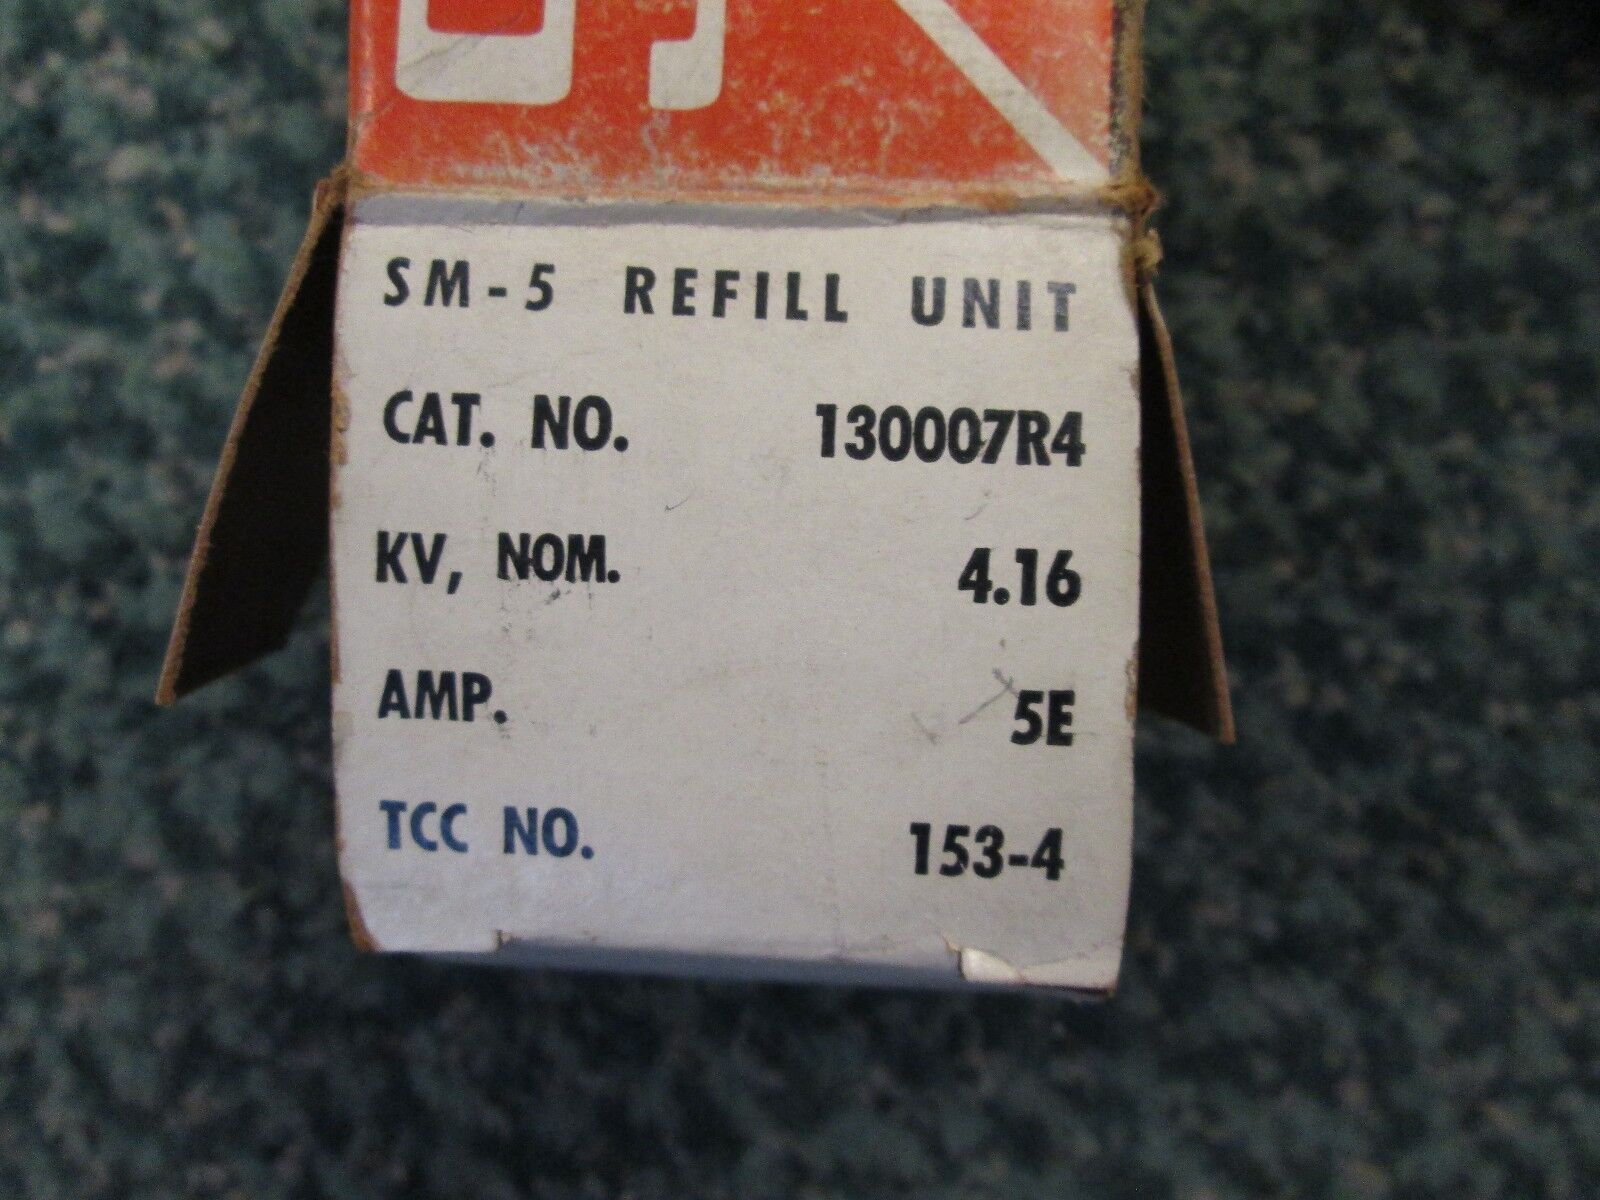 SM-5 REFILL UNIT
CAT. NO. 130007R4
KV, NOM. 4.16
AMP. 5E
TCC NO. 153-4